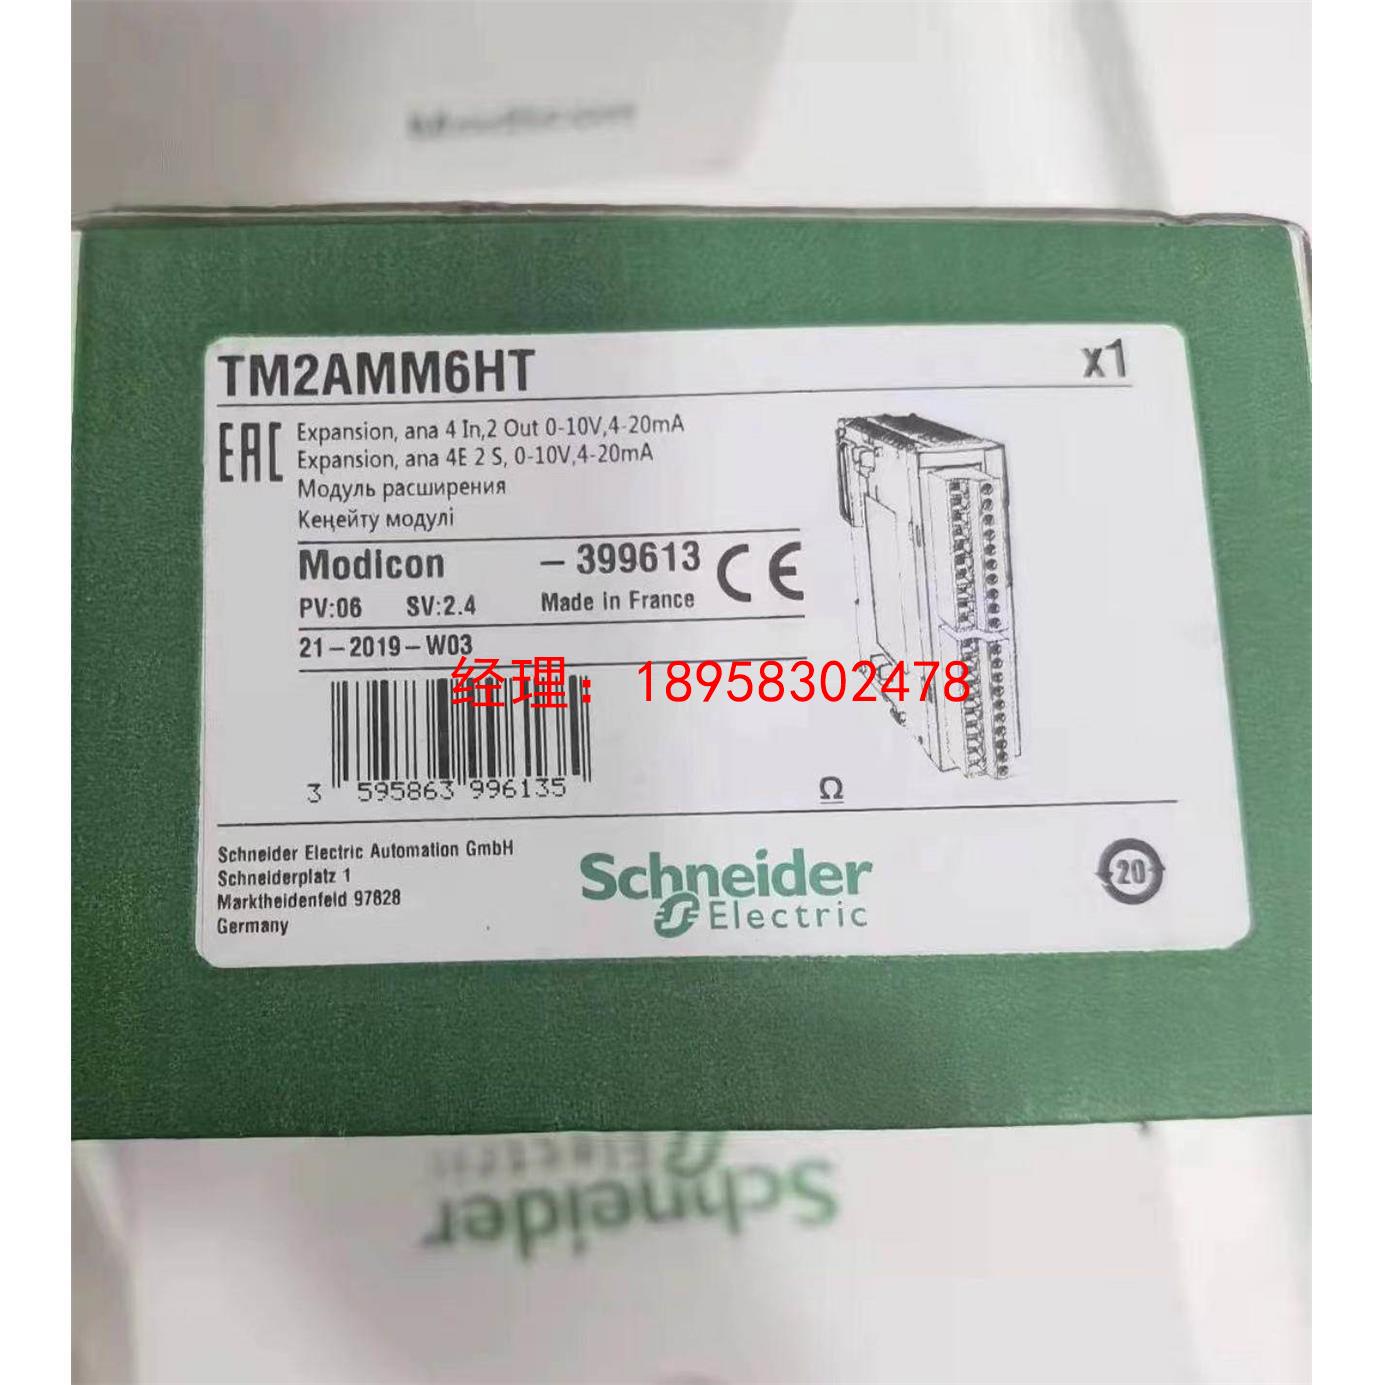 Modicon
TM2AMM6HT x1
EAC
Expansion, ana 4 In,2 Out 0-10V,4-20mA
Expansion, ana 4E 2 S, 0-10V,4-20mA
Модуль расширения
Кеңейту модулі
Modicon - 399613 CE
PV:06 SV:2.4 Made in France
21-2019-W03
经理：18958302478
3 595863 996135
Ω
Schneider Electric Automation GmbH
Schneiderplatz 1
Marktheidenfeld 97828
Germany
Schneider
Electric
20
Schneider
Electric